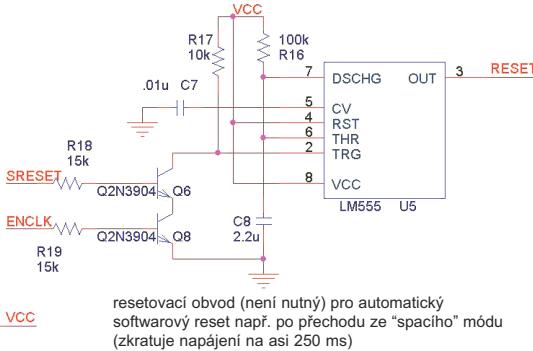 VCC
R17
10k
100k
R16
7
DSCHG
OUT
3
RESET
.01u
C7
5
CV
4
RST
6
THR
2
TRG
R18
15k
SRESET
Q2N3904
Q6
8
VCC
LM555
U5
ENCLK
Q2N3904
Q8
C8
2.2u
R19
15k
VCC
resetovací obvod (není nutný) pro automatický
softwarový reset např. po přechodu ze “spacího” módu
(zkratuje napájení na asi 250 ms)